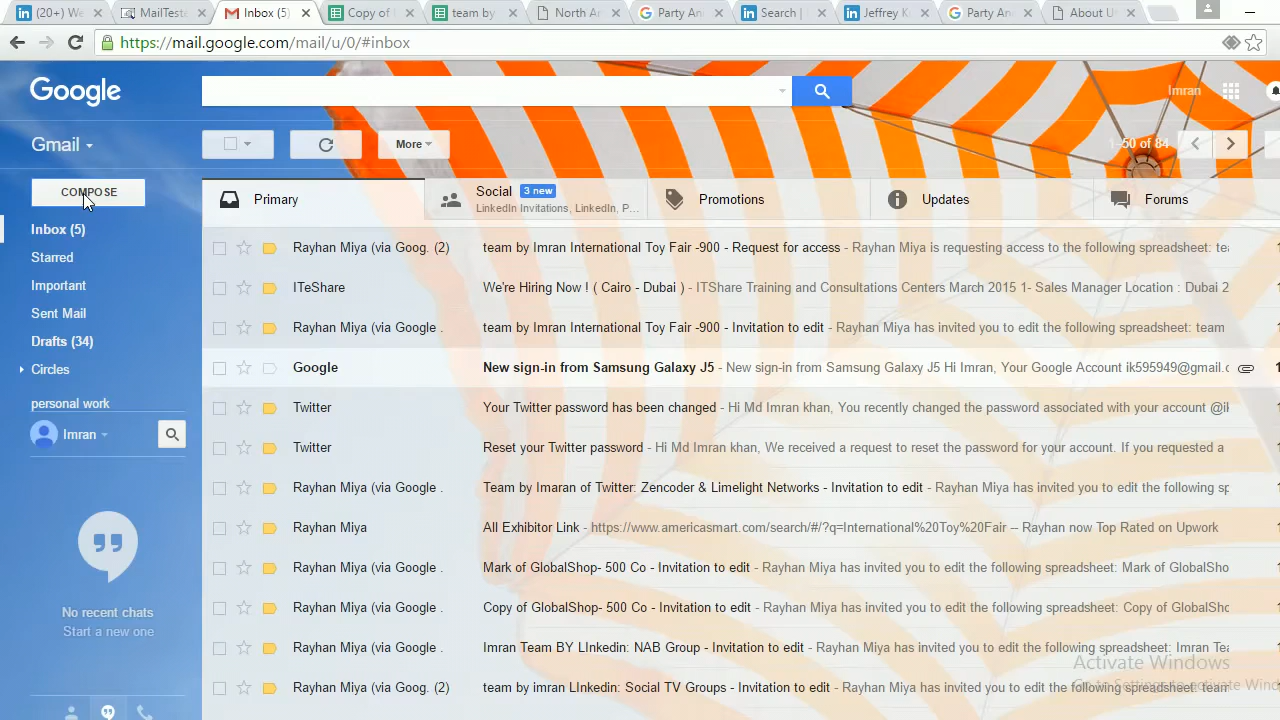 (20+) We
MailTeste
Inbox (5)
Copy of
team by
North A
Party An
Search |
Jeffrey K
Party An
About U
https://mail.google.com/mail/u/0/#inbox
Google
Imran
Gmail
More
1–50 of 84
COMPOSE
Primary
Social 3 new
LinkedIn Invitations, LinkedIn, P…
Promotions
Updates
Forums
Inbox (5)
Starred
Important
Sent Mail
Drafts (34)
Circles
personal work
Imran
No recent chats
Start a new one
Rayhan Miya (via Goog. (2) team by Imran International Toy Fair -900 - Request for access - Rayhan Miya is requesting access to the following spreadsheet: te
ITeShare We're Hiring Now ! ( Cairo - Dubai ) - ITShare Training and Consultations Centers March 2015 1- Sales Manager Location : Dubai 2
Rayhan Miya (via Google . team by Imran International Toy Fair -900 - Invitation to edit - Rayhan Miya has invited you to edit the following spreadsheet: team
Google New sign-in from Samsung Galaxy J5 - New sign-in from Samsung Galaxy J5 Hi Imran, Your Google Account ik595949@gmail.c
Twitter Your Twitter password has been changed - Hi Md Imran khan, You recently changed the password associated with your account @ik
Twitter Reset your Twitter password - Hi Md Imran khan, We received a request to reset the password for your account. If you requested a
Rayhan Miya (via Google . Team by Imaran of Twitter: Zencoder & Limelight Networks - Invitation to edit - Rayhan Miya has invited you to edit the following sp
Rayhan Miya All Exhibitor Link - https://www.americasmart.com/search/#/?q=International%20Toy%20Fair -- Rayhan now Top Rated on Upwork
Rayhan Miya (via Google . Mark of GlobalShop- 500 Co - Invitation to edit - Rayhan Miya has invited you to edit the following spreadsheet: Mark of GlobalSho
Rayhan Miya (via Google . Copy of GlobalShop- 500 Co - Invitation to edit - Rayhan Miya has invited you to edit the following spreadsheet: Copy of GlobalSho
Rayhan Miya (via Google . Imran Team BY LInkedin: NAB Group - Invitation to edit - Rayhan Miya has invited you to edit the following spreadsheet: Imran Tea
Rayhan Miya (via Goog. (2) team by imran LInkedin: Social TV Groups - Invitation to edit - Rayhan Miya has invited you to edit the following spreadsheet: team
Activate Windows
Go to Settings to activate Wind